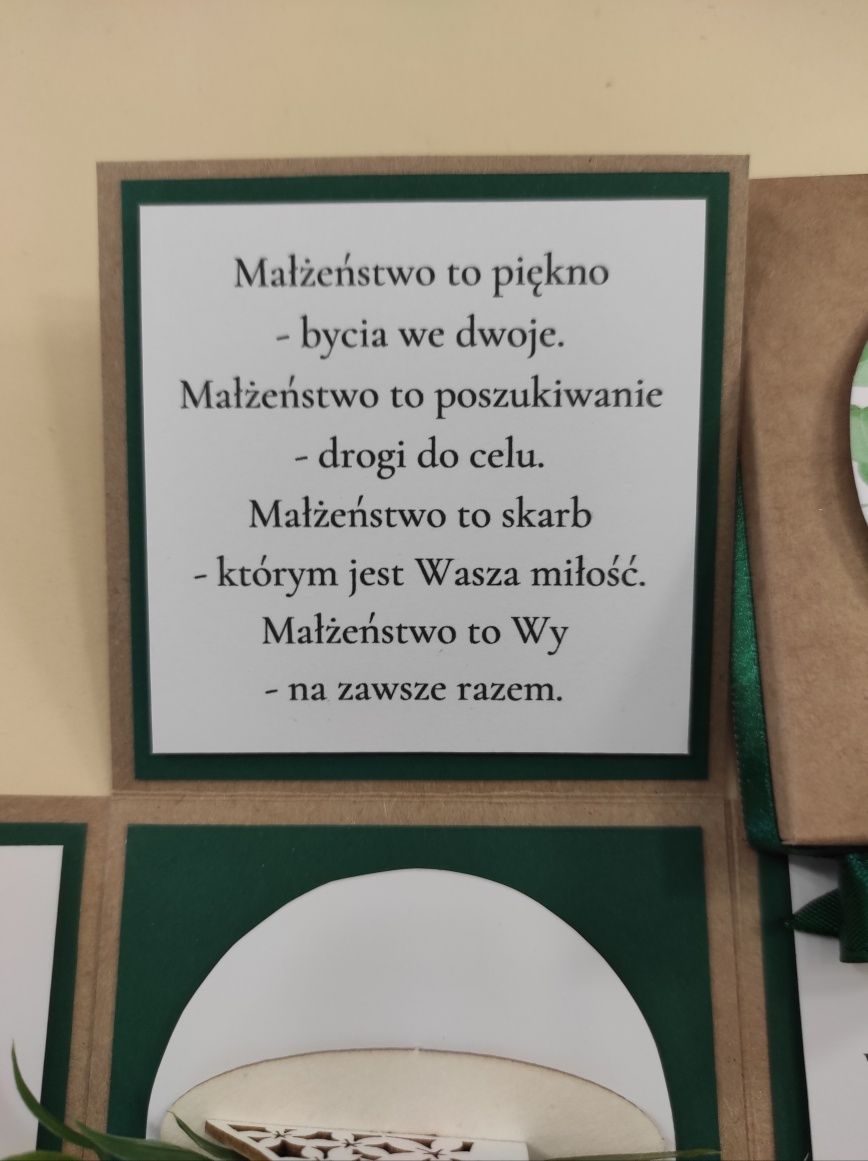 Małżeństwo to piękno
- bycia we dwoje.
Małżeństwo to poszukiwanie
- drogi do celu.
Małżeństwo to skarb
- którym jest Wasza miłość.
Małżeństwo to Wy
- na zawsze razem.